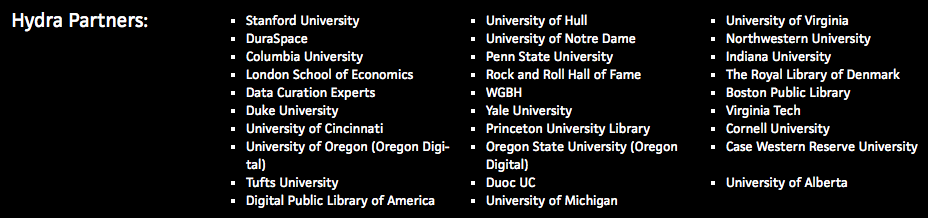 Hydra Partners:
Stanford University
University of Hull
University of Virginia
DuraSpace
University of Notre Dame
Northwestern University
Columbia University
Penn State University
Indiana University
London School of Economics
Rock and Roll Hall of Fame
The Royal Library of Denmark
Data Curation Experts
WGBH
Boston Public Library
Duke University
Yale University
Virginia Tech
University of Cincinnati
Princeton University Library
Cornell University
University of Oregon (Oregon Digi-
tal)
Oregon State University (Oregon
Digital)
Case Western Reserve University
Tufts University
Duoc UC
University of Alberta
Digital Public Library of America
University of Michigan